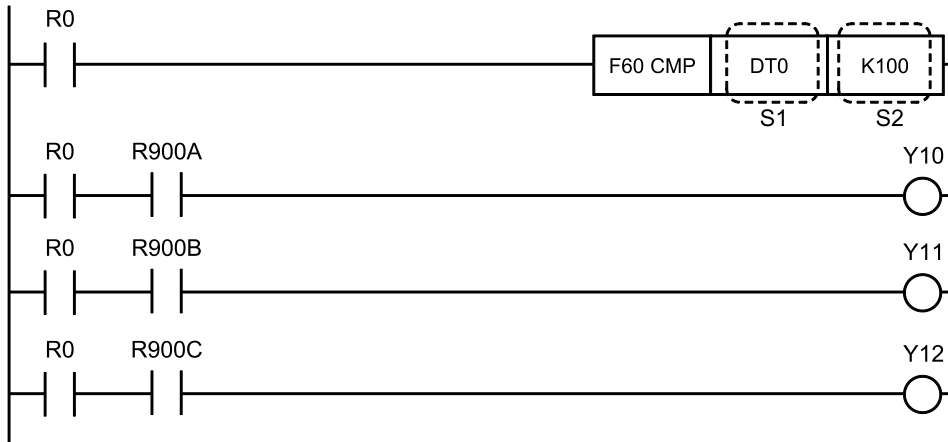 R0
F60 CMP DT0 K100
S1 S2
R0 R900A Y10
R0 R900B Y11
R0 R900C Y12